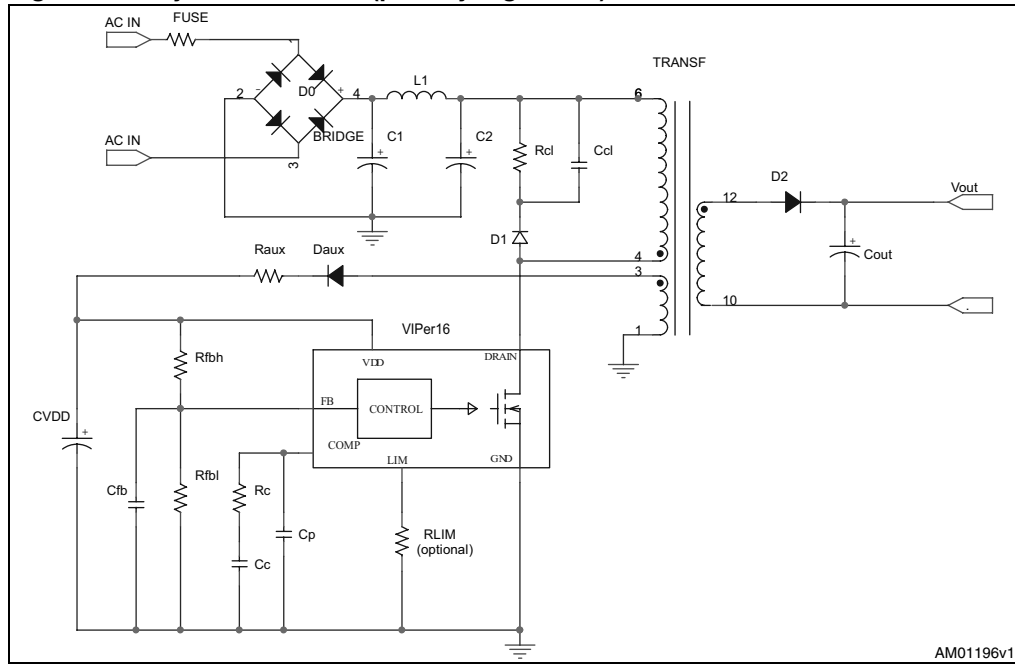 AC IN
FUSE
1
TRANSF
D0
-
+
2
4
L1
6
AC IN
BRIDGE
C1
C2
Rcl
Ccl
3
D2
12
Vout
D1
Cout
Raux
Daux
4
3
10
.
VIPer16
1
VDD
DRAIN
Rfbh
FB
CONTROL
CVDD
COMP
LIM
GND
Cfb
Rfbl
Rc
Cp
RLIM
(optional)
Cc
AM01196v1